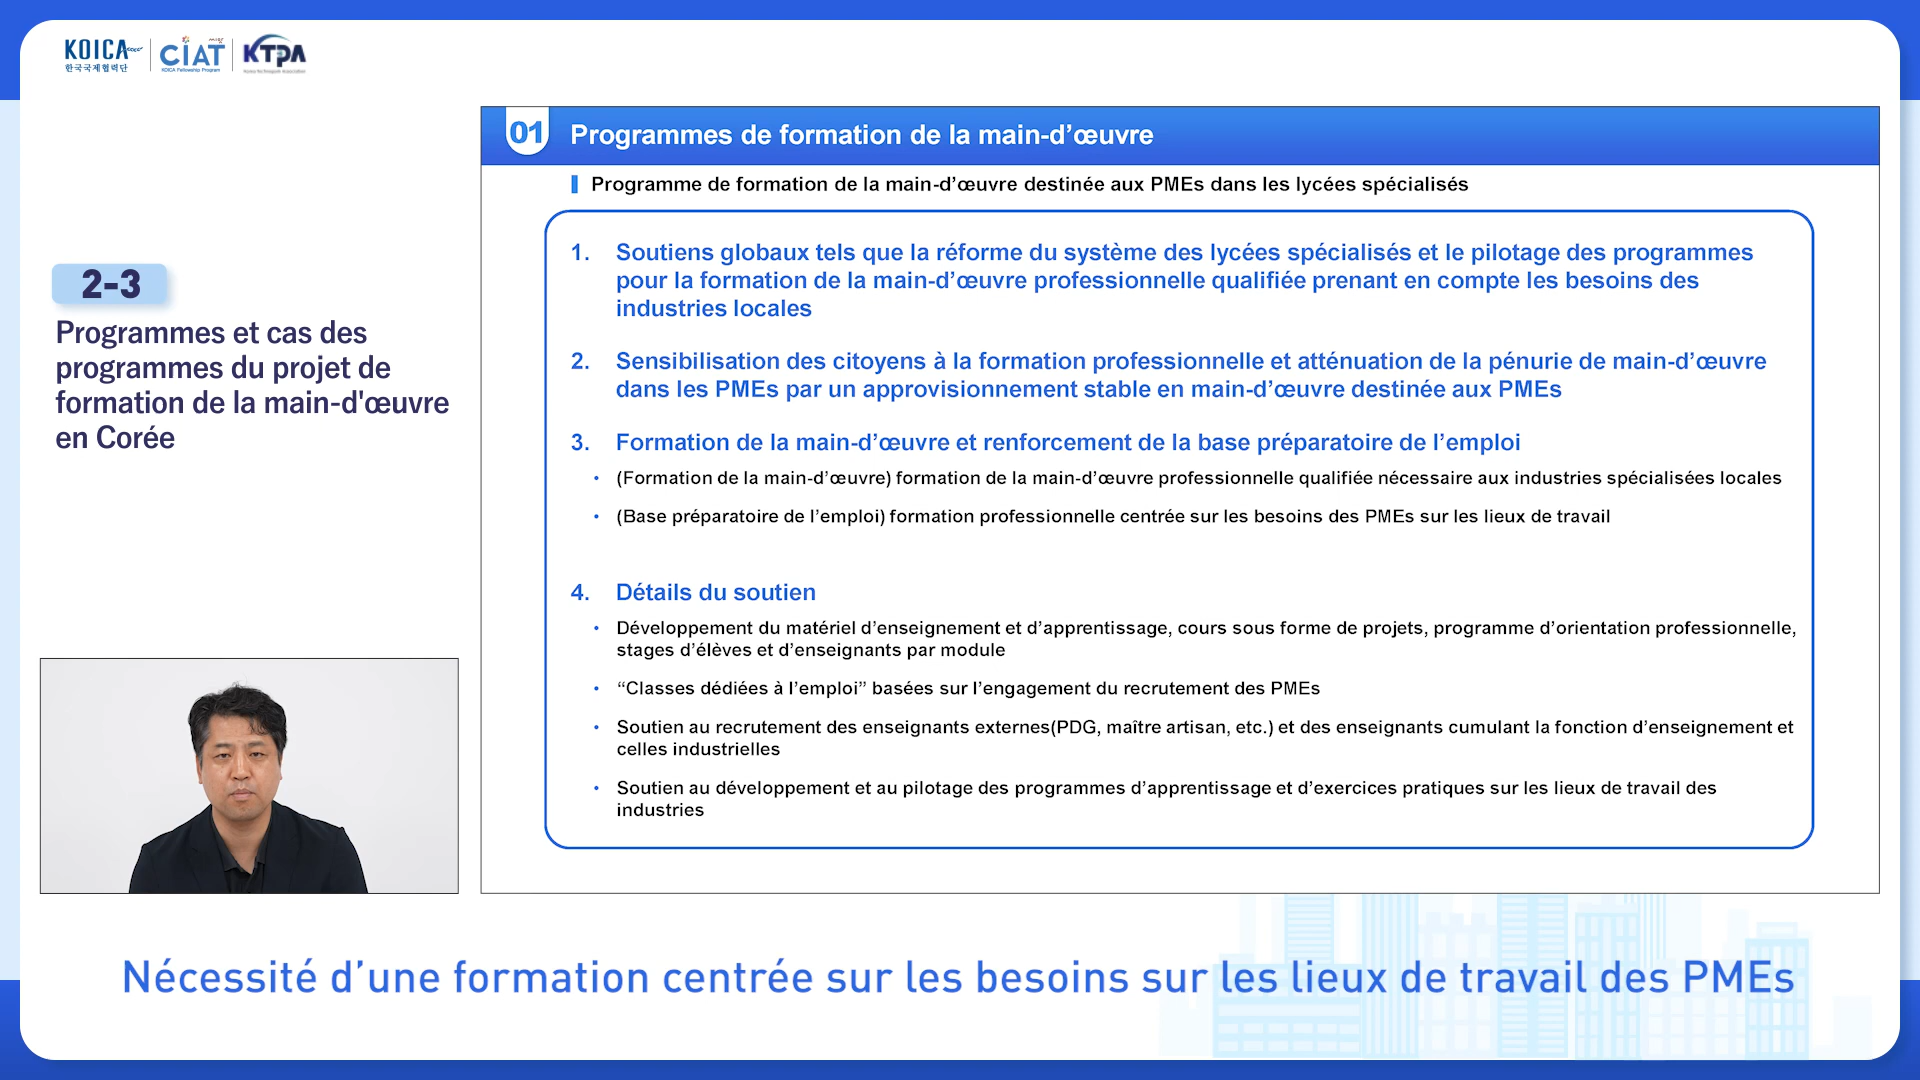 KOICA
한국국제협력단
CIAT
KOICA Fellowship Program
KTPA
01
Programmes de formation de la main-d’œuvre
Programme de formation de la main-d’œuvre destinée aux PMEs dans les lycées spécialisés
2-3
Programmes et cas des
programmes du projet de
formation de la main-d'œuvre
en Corée
1. Soutiens globaux tels que la réforme du système des lycées spécialisés et le pilotage des programmes
pour la formation de la main-d’œuvre professionnelle qualifiée prenant en compte les besoins des
industries locales
2. Sensibilisation des citoyens à la formation professionnelle et atténuation de la pénurie de main-d’œuvre
dans les PMEs par un approvisionnement stable en main-d’œuvre destinée aux PMEs
3. Formation de la main-d’œuvre et renforcement de la base préparatoire de l’emploi
• (Formation de la main-d’œuvre) formation de la main-d’œuvre professionnelle qualifiée nécessaire aux industries spécialisées locales
• (Base préparatoire de l’emploi) formation professionnelle centrée sur les besoins des PMEs sur les lieux de travail
4. Détails du soutien
• Développement du matériel d’enseignement et d’apprentissage, cours sous forme de projets, programme d’orientation professionnelle,
stages d’élèves et d’enseignants par module
• “Classes dédiées à l’emploi” basées sur l’engagement du recrutement des PMEs
• Soutien au recrutement des enseignants externes(PDG, maître artisan, etc.) et des enseignants cumulant la fonction d’enseignement et
celles industrielles
• Soutien au développement et au pilotage des programmes d’apprentissage et d’exercices pratiques sur les lieux de travail des
industries
Nécessité d’une formation centrée sur les besoins sur les lieux de travail des PMEs